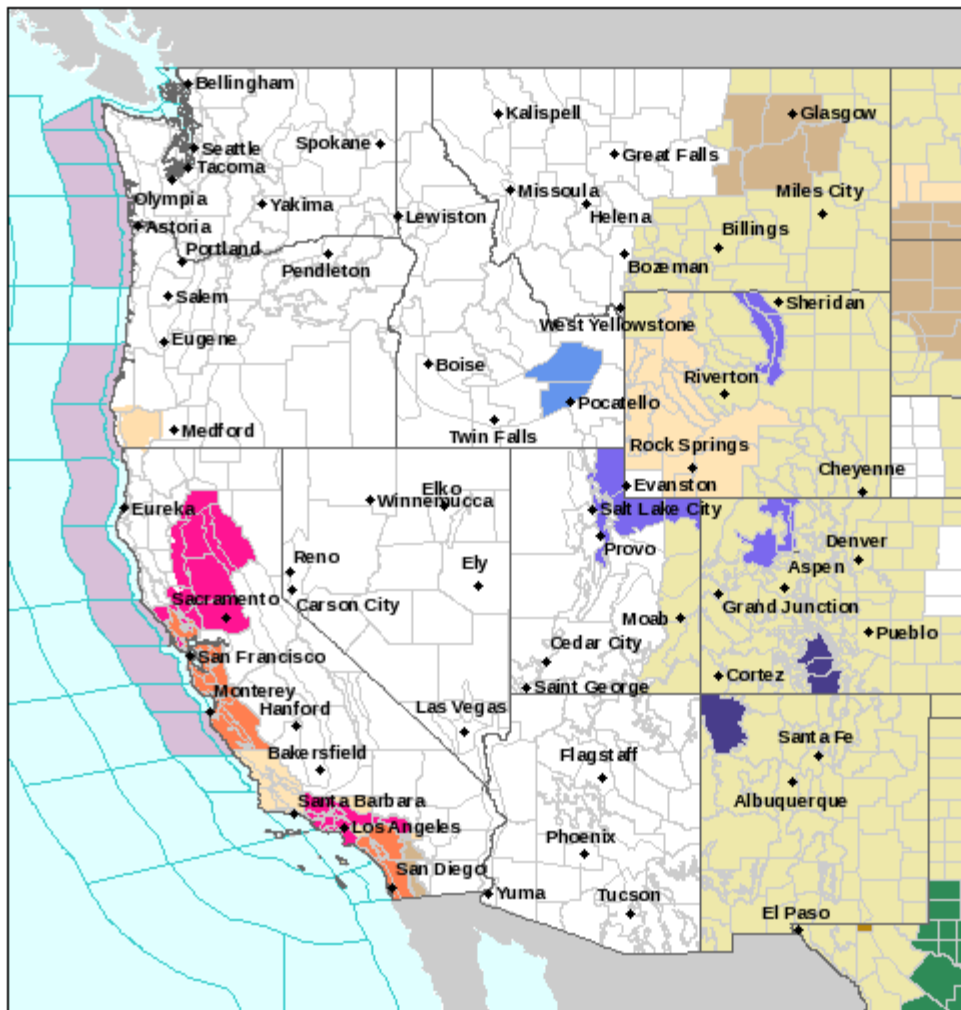 Bellingham
Seattle
Spokane
Tacoma
Olympia
Yakima
Astoria
Portland
Pendleton
Salem
Eugene
Medford
Kalispell
Great Falls
Missoula
Helena
Lewiston
Bozeman
West Yellowstone
Boise
Pocatello
Twin Falls
Glasgow
Miles City
Billings
Sheridan
Riverton
Rock Springs
Cheyenne
Evanston
Eureka
Elko
Winnemucca
Reno
Carson City
Ely
Sacramento
San Francisco
Monterey
Hanford
Bakersfield
Las Vegas
Santa Barbara
Los Angeles
San Diego
Salt Lake City
Provo
Moab
Cedar City
Saint George
Denver
Aspen
Grand Junction
Pueblo
Cortez
Flagstaff
Phoenix
Yuma
Tucson
Santa Fe
Albuquerque
El Paso